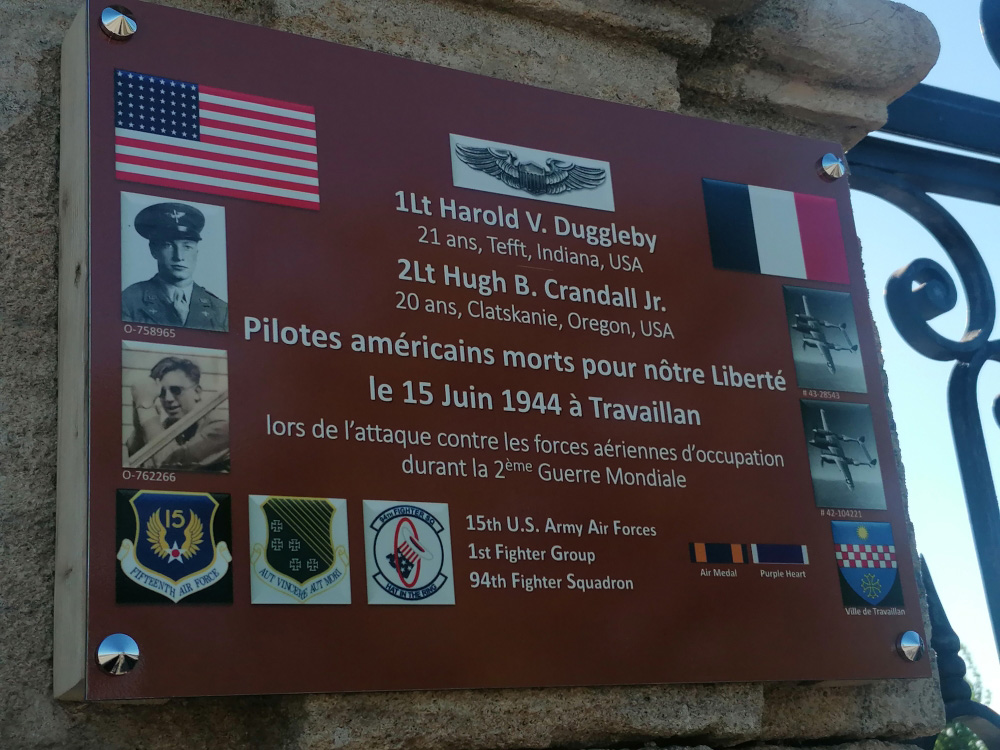 1Lt Harold V. Duggleby
21 ans, Tefft, Indiana, USA
2Lt Hugh B. Crandall Jr.
20 ans, Clatskanie, Oregon, USA
O-758965
Pilotes américains morts pour nôtre Liberté
le 15 Juin 1944 à Travaillan
lors de l'attaque contre les forces aériennes d'occupation
durant la 2ème Guerre Mondiale
# 43-28543
O-762266
# 42-104221
15
FIFTEENTH AIR FORCE
AUT VINCERE AUT MORI
94TH FIGHTER SQ
HAT IN THE RING
15th U.S. Army Air Forces
1st Fighter Group
94th Fighter Squadron
Air Medal
Purple Heart
Ville de Travaillan